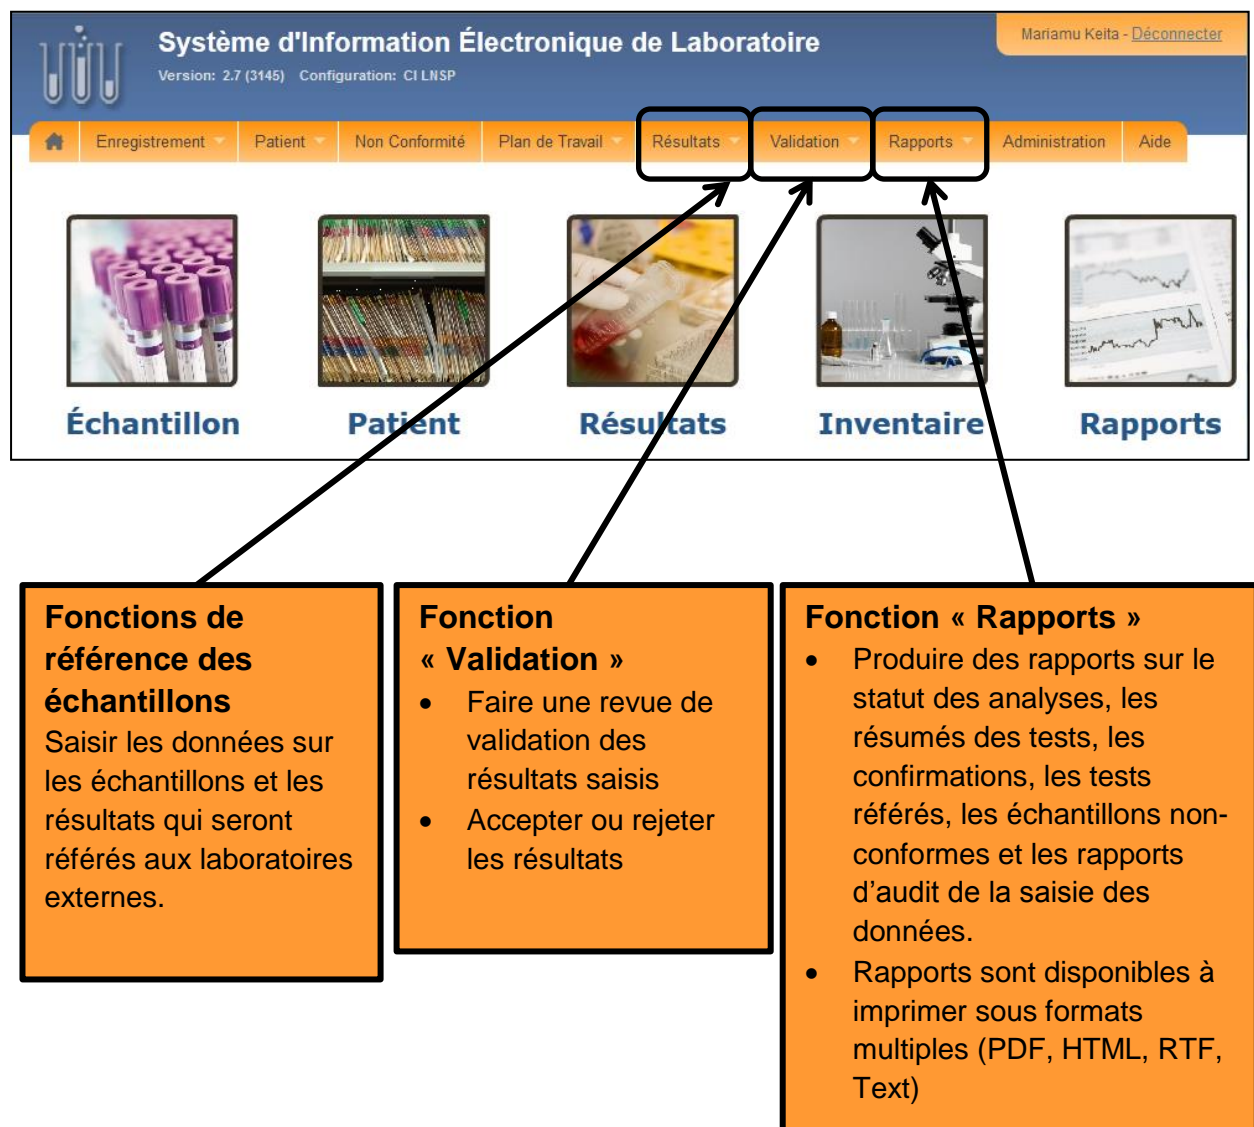 Système d'Information Électronique de Laboratoire
Mariamu Keita - Déconnecter
Version: 2.7 (3145) Configuration: CI LNSP
Enregistrement Patient Non Conformité Plan de Travail Résultats Validation Rapports Administration Aide
Échantillon Patient Résultats Inventaire Rapports
Fonctions de
référence des
échantillons
Saisir les données sur
les échantillons et les
résultats qui seront
référés aux laboratoires
externes.
Fonction
« Validation »
• Faire une revue de
validation des
résultats saisis
• Accepter ou rejeter
les résultats
Fonction « Rapports »
• Produire des rapports sur le
statut des analyses, les
résumés des tests, les
confirmations, les tests
référés, les échantillons non-
conformes et les rapports
d’audit de la saisie des
données.
• Rapports sont disponibles à
imprimer sous formats
multiples (PDF, HTML, RTF,
Text)